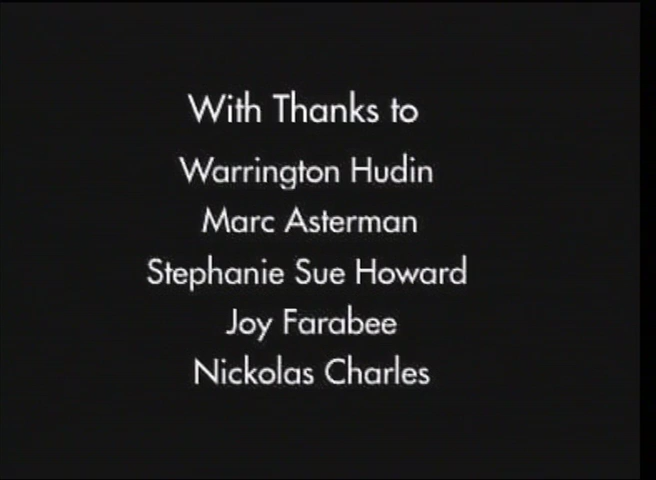 With Thanks to
Warrington Hudin
Marc Asterman
Stephanie Sue Howard
Joy Farabee
Nickolas Charles